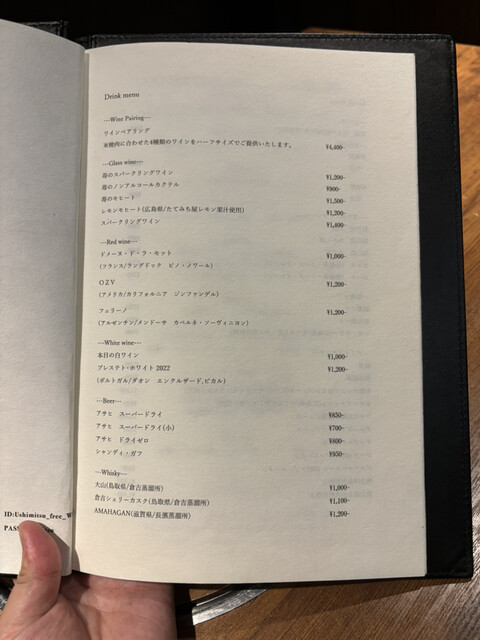 Drink menu
---Wine Pairing---
ワインペアリング
※焼肉に合わせた4種類のワインをハーフサイズでご提供いたします。 ¥4,400-
---Glass wine---
苺のスパークリングワイン ¥1,200-
苺のノンアルコールカクテル ¥900-
苺のモヒート ¥1,500-
レモンモヒート(広島県/たてみち屋レモン果汁使用) ¥1,200-
スパークリングワイン ¥1,400-
---Red wine---
ドメーヌ・ド・ラ・モット ¥1,000-
(フランス/ラングドック ピノ・ノワール)
OZV ¥1,200-
(アメリカ/カリフォルニア ジンファンデル)
フェリーノ ¥1,200-
(アルゼンチン/メンドーサ カベルネ・ソーヴィニヨン)
---White wine---
本日の白ワイン ¥1,000-
プレステト・ホワイト 2022 ¥1,200-
(ポルトガル/ダオン エンクルザード,ビカル)
---Beer---
アサヒ スーパードライ ¥850-
アサヒ スーパードライ(小) ¥700-
アサヒ ドライゼロ ¥800-
シャンディ・ガフ ¥950-
---Whisky---
大山(鳥取県/倉吉蒸溜所) ¥1,000-
倉吉シェリーカスク(鳥取県/倉吉蒸溜所) ¥1,100-
AMAHAGAN(滋賀県/長濱蒸溜所) ¥1,200-
ID:Ushimitsu_free_W
PASS